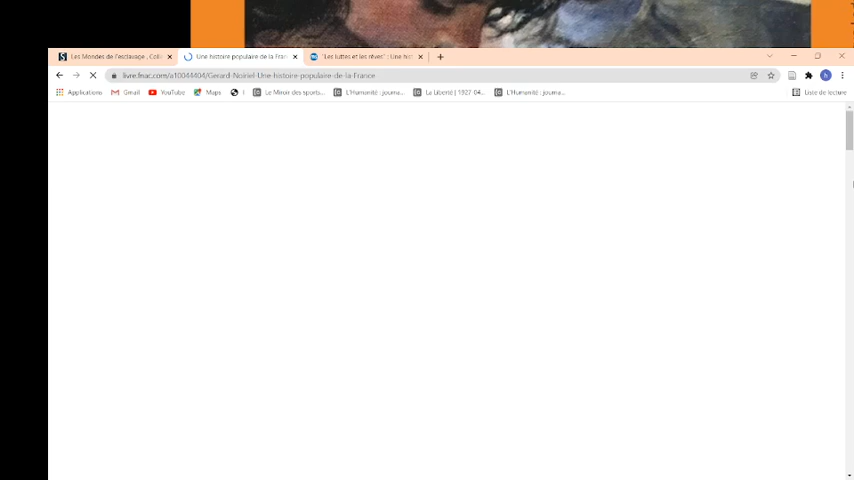 Les Mondes de l'esclavage , Colle
Une histoire populaire de la Fran
"Les luttes et les rêves" : Une hist
livre.fnac.com/a10044404/Gerard-Noiriel-Une-histoire-populaire-de-la-France
Applications Gmail YouTube Maps Le Miroir des sports... L'Humanité : journa... La Liberté [ 1927-04... L'Humanité : journa... Liste de lecture